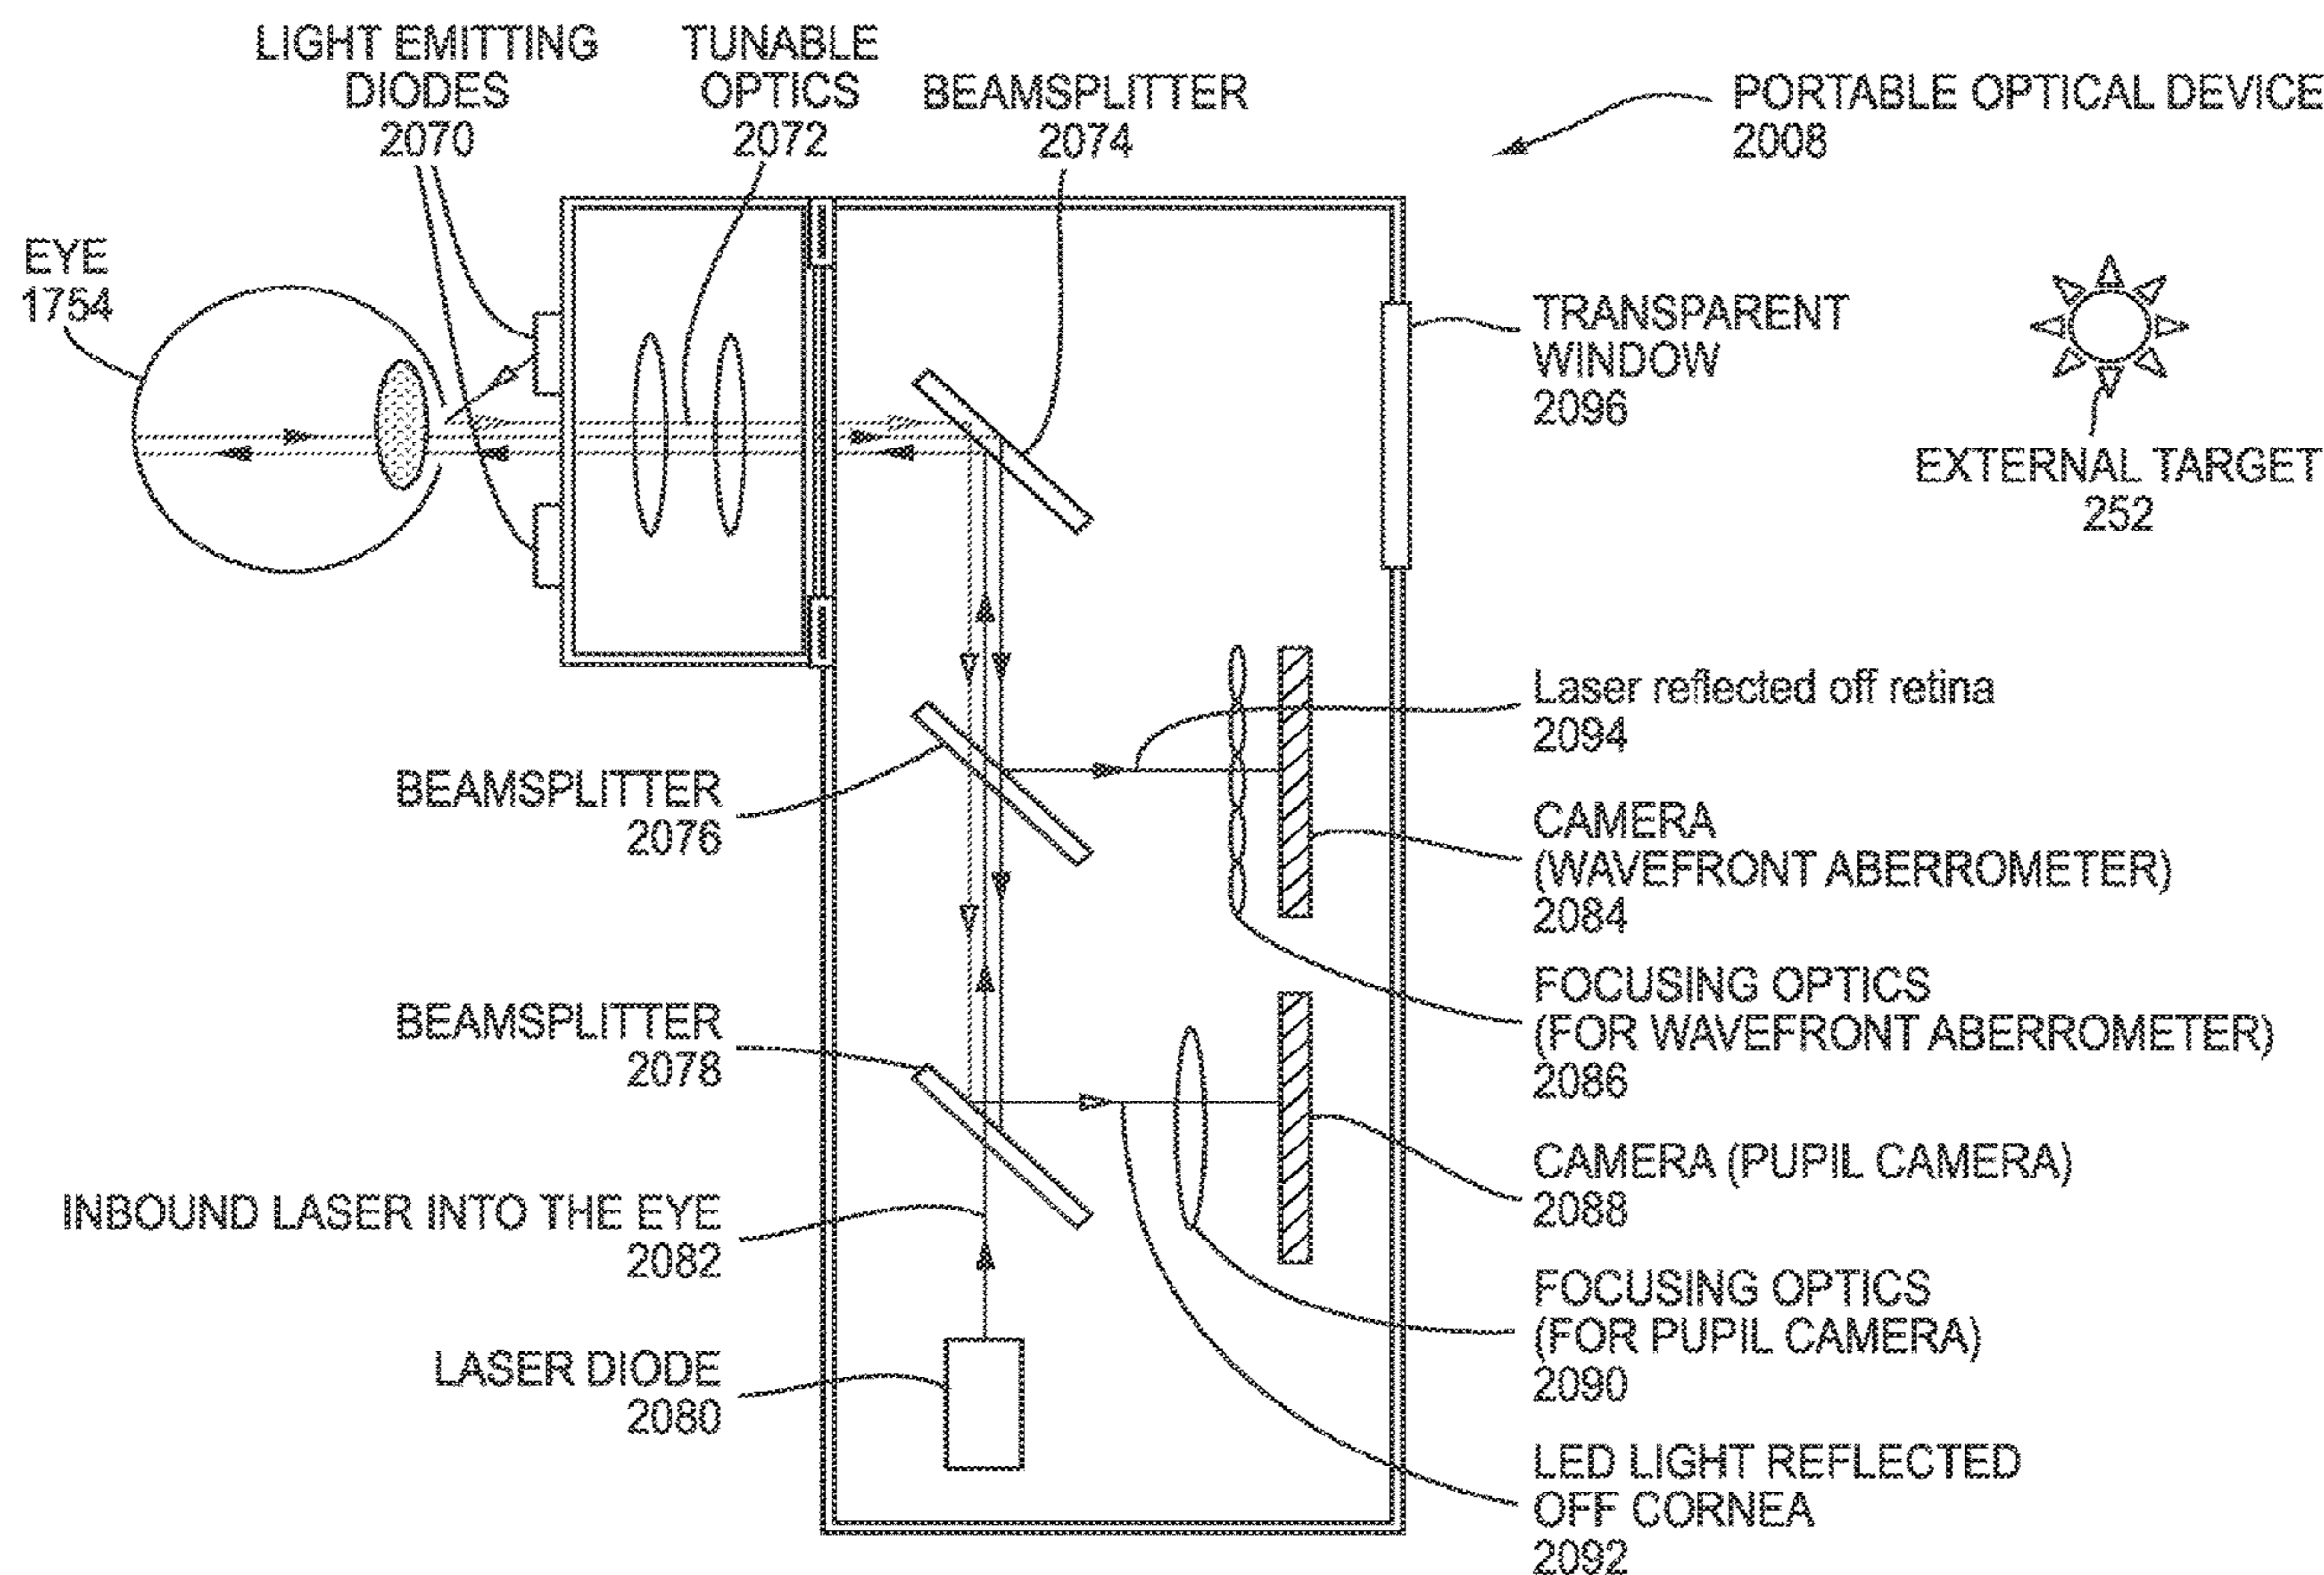 LIGHT EMITTING
DIODES
2070
TUNABLE
OPTICS
2072
BEAMSPLITTER
2074
PORTABLE OPTICAL DEVICE
2008
EYE
1754
TRANSPARENT
WINDOW
2096
EXTERNAL TARGET
252
Laser reflected off retina
2094
BEAMSPLITTER
2076
CAMERA
(WAVEFRONT ABERROMETER)
2084
FOCUSING OPTICS
(FOR WAVEFRONT ABERROMETER)
2086
BEAMSPLITTER
2078
CAMERA (PUPIL CAMERA)
2088
INBOUND LASER INTO THE EYE
2082
FOCUSING OPTICS
(FOR PUPIL CAMERA)
2090
LASER DIODE
2080
LED LIGHT REFLECTED
OFF CORNEA
2092